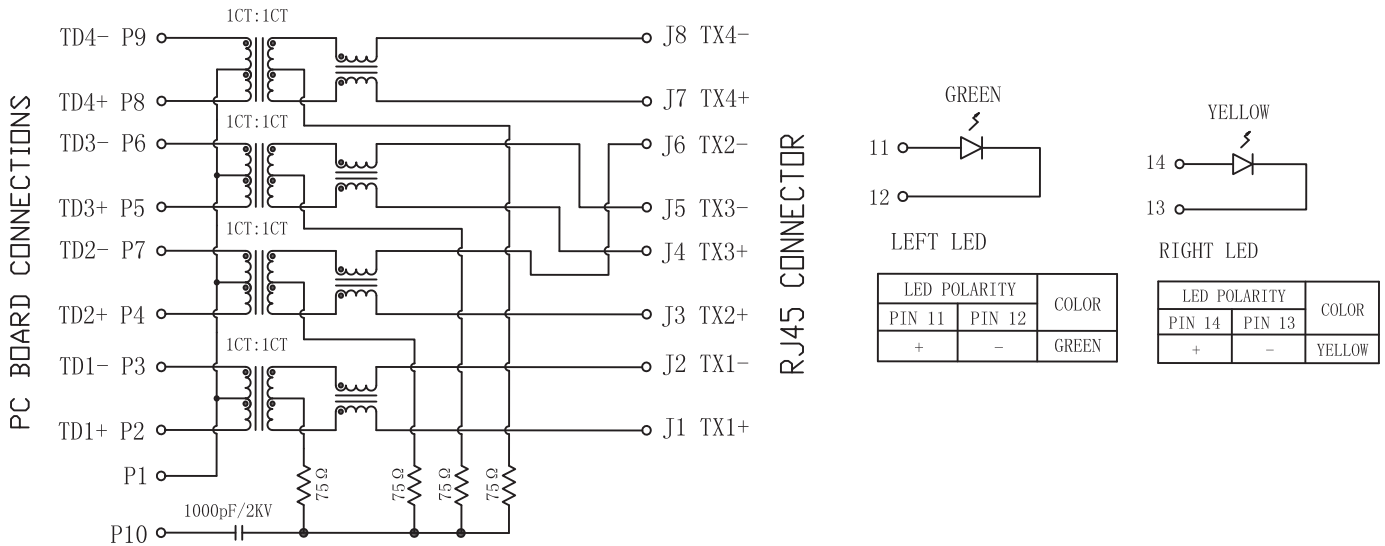 PC BOARD CONNECTIONS
1CT:1CT
TD4- P9
J8 TX4-
TD4+ P8
J7 TX4+
1CT:1CT
TD3- P6
J6 TX2-
TD3+ P5
J5 TX3-
1CT:1CT
TD2- P7
J4 TX3+
TD2+ P4
J3 TX2+
1CT:1CT
TD1- P3
J2 TX1-
TD1+ P2
J1 TX1+
P1
75Ω
75Ω
75Ω
75Ω
1000pF/2KV
P10
RJ45 CONNECTOR
GREEN
11
12
LEFT LED
LED POLARITY COLOR
PIN 11 PIN 12
+ - GREEN
YELLOW
14
13
RIGHT LED
LED POLARITY COLOR
PIN 14 PIN 13
+ - YELLOW